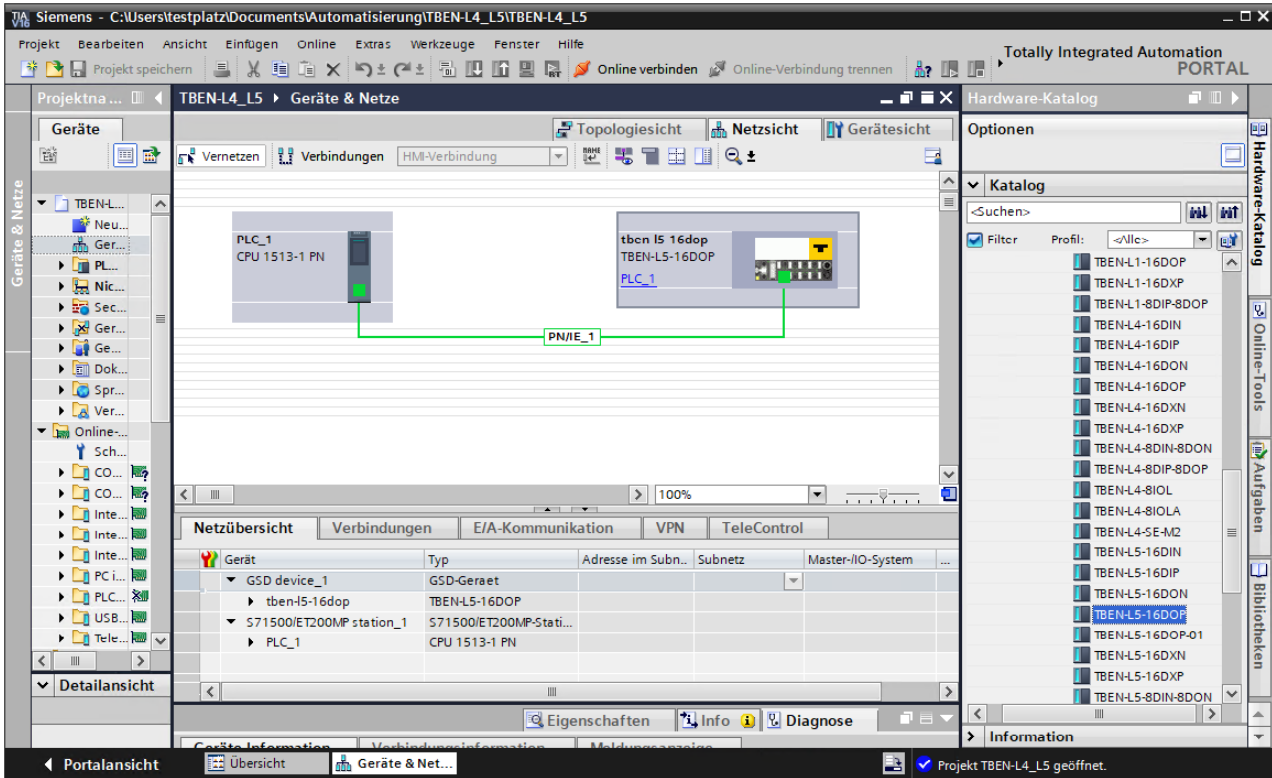 TIA V16 Siemens - C:\Users\testplatz\Documents\Automatisierung\TBEN-L4_L5\TBEN-L4_L5
Projekt Bearbeiten Ansicht Einfügen Online Extras Werkzeuge Fenster Hilfe
Totally Integrated Automation
PORTAL
Projekt speichern
Online verbinden
Online-Verbindung trennen
Projektna...
TBEN-L4_L5 Geräte & Netze
Hardware-Katalog
Geräte
Topologiesicht
Netzsicht
Gerätesicht
Optionen
Vernetzen
Verbindungen
HMI-Verbindung
Geräte & Netze
TBEN-L...
Neu...
Ger...
PL...
Nic...
Sec...
Ger...
Ge...
Dok...
Spr...
Ver...
Online-...
Sch...
CO...
CO...
Inte...
Inte...
Inte...
PC i...
PLC...
USB...
Tele...
Detailansicht
PLC_1
CPU 1513-1 PN
tben l5 16dop
TBEN-L5-16DOP
PLC_1
PN/IE_1
100%
Netzübersicht
Verbindungen
E/A-Kommunikation
VPN
TeleControl
Gerät Typ Adresse im Subn.. Subnetz Master-/IO-System ...
GSD device_1 GSD-Geraet
tben-l5-16dop TBEN-L5-16DOP
S71500/ET200MP station_1 S71500/ET200MP-Stati...
PLC_1 CPU 1513-1 PN
Eigenschaften
Info
Diagnose
Geräte-Information
Verbindungsinformation
Meldungsanzeige
Katalog
<Suchen>
Filter Profil: <Alle>
TBEN-L1-16DOP
TBEN-L1-16DXP
TBEN-L1-8DIP-8DOP
TBEN-L4-16DIN
TBEN-L4-16DIP
TBEN-L4-16DON
TBEN-L4-16DOP
TBEN-L4-16DXN
TBEN-L4-16DXP
TBEN-L4-8DIN-8DON
TBEN-L4-8DIP-8DOP
TBEN-L4-8IOL
TBEN-L4-8IOLA
TBEN-L4-SE-M2
TBEN-L5-16DIN
TBEN-L5-16DIP
TBEN-L5-16DON
TBEN-L5-16DOP
TBEN-L5-16DOP-01
TBEN-L5-16DXN
TBEN-L5-16DXP
TBEN-L5-8DIN-8DON
Information
Hardware-Katalog
Online-Tools
Aufgaben
Bibliotheken
Portalansicht
Übersicht
Geräte & Net...
Projekt TBEN-L4_L5 geöffnet.